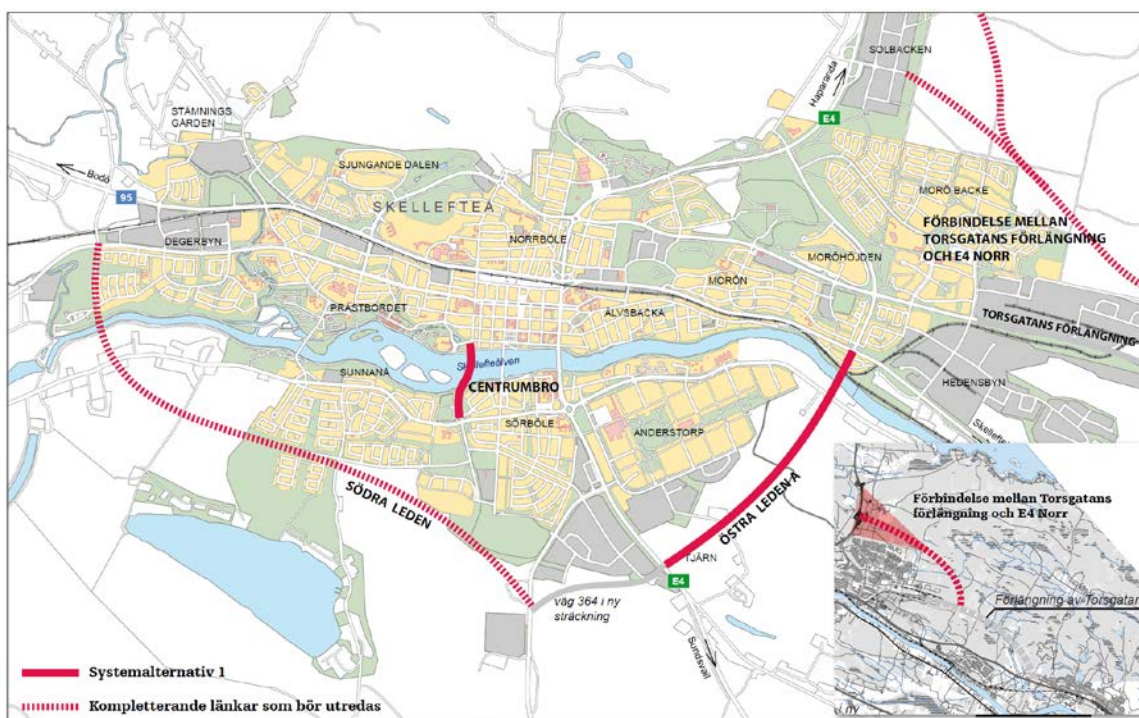 SOLBACKEN
Haparanda
E4
STÄMNINGS
GÅRDEN
SJUNGANDE DALEN
Bodö
95
SKELLEFTEÅ
MORÖ BACKE
NORRBÖLE
DEGERBYN
FÖRBINDELSE MELLAN
TORSGATANS FÖRLÄNGNING
OCH E4 NORR
MORÖHÖJDEN
MORÖN
PRÄSTBORDET
ÄLVSBACKA
TORSGATANS FÖRLÄNGNING
Skellefteälven
SUNNANÅ
CENTRUMBRO
HEDENSBYN
SÖRBÖLE
ANDERSTORP
SÖDRA LEDEN
ÖSTRA LEDEN A
TJÄRN
E4
väg 364 i ny
sträckning
Sundsvall
Förbindelse mellan Torsgatans
förlängning och E4 Norr
Förlängning av Torsgatan
i ny
Systemalternativ 1
Kompletterande länkar som bör utredas